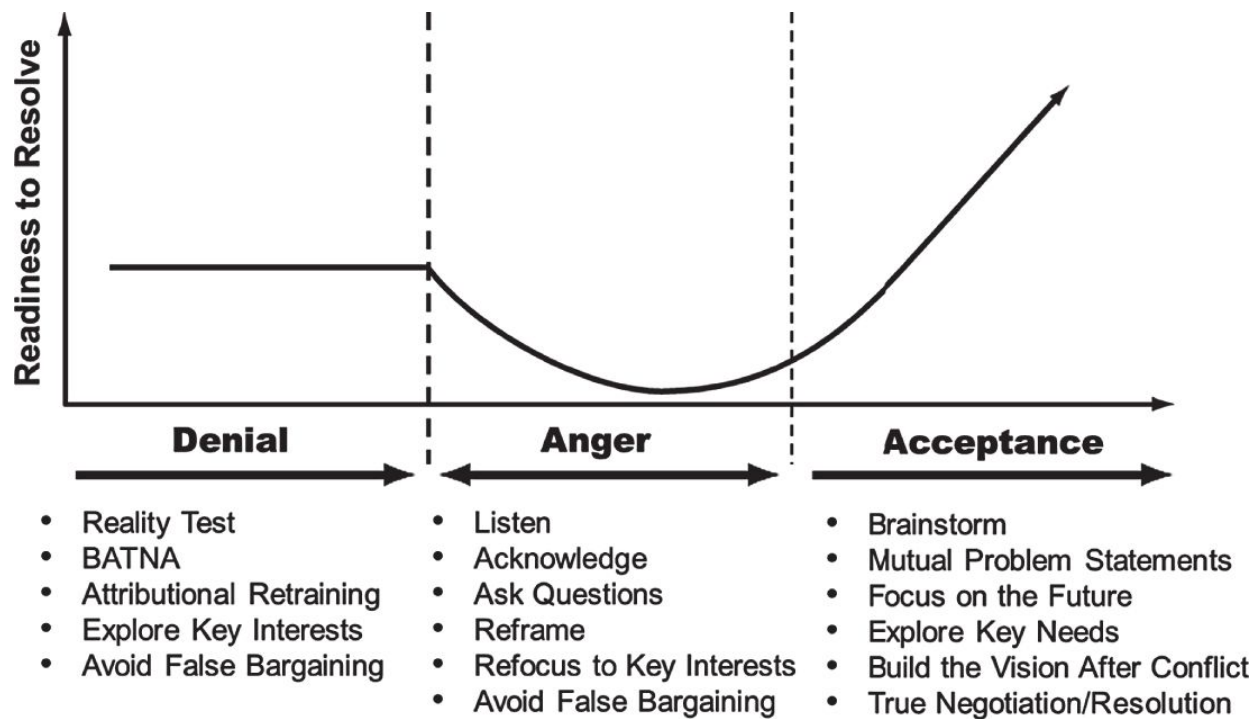 Readiness to Resolve
Denial
Anger
Acceptance
• Reality Test
• BATNA
• Attributional Retraining
• Explore Key Interests
• Avoid False Bargaining
• Listen
• Acknowledge
• Ask Questions
• Reframe
• Refocus to Key Interests
• Avoid False Bargaining
• Brainstorm
• Mutual Problem Statements
• Focus on the Future
• Explore Key Needs
• Build the Vision After Conflict
• True Negotiation/Resolution